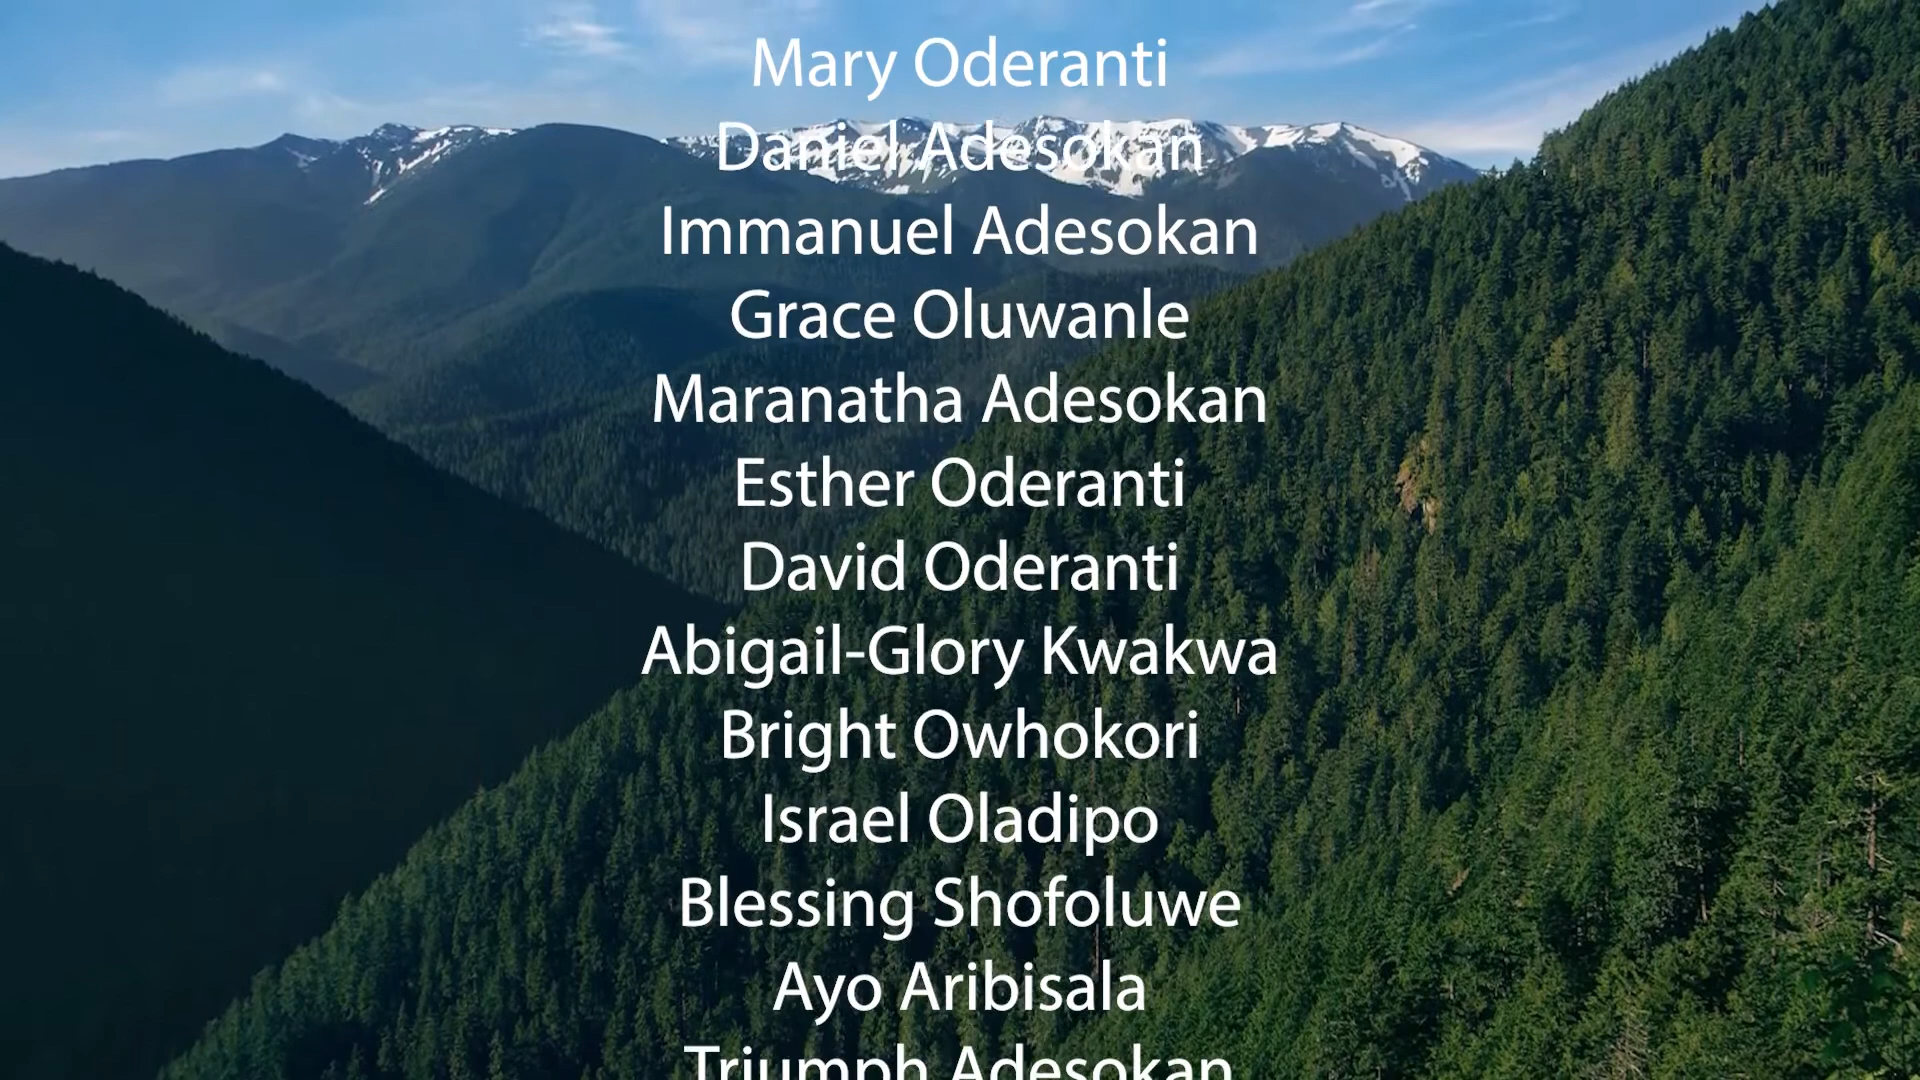 Mary Oderanti
Daniel Adesokan
Immanuel Adesokan
Grace Oluwanle
Maranatha Adesokan
Esther Oderanti
David Oderanti
Abigail-Glory Kwakwa
Bright Owhokori
Israel Oladipo
Blessing Shofoluwe
Ayo Aribisala
Triumph Adesokan